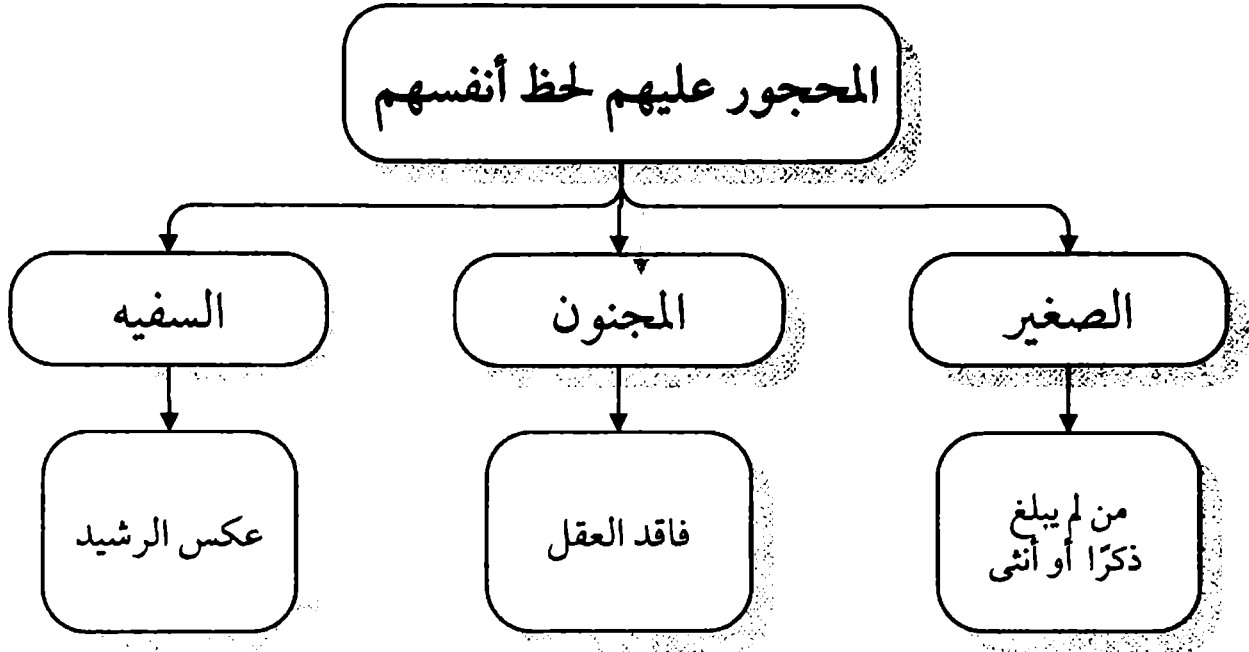 المحجور عليهم لحظ أنفسهم
الصغير
المجنون
السفيه
من لم يبلغ
ذكرًا أو أنثى
فاقد العقل
عكس الرشيد